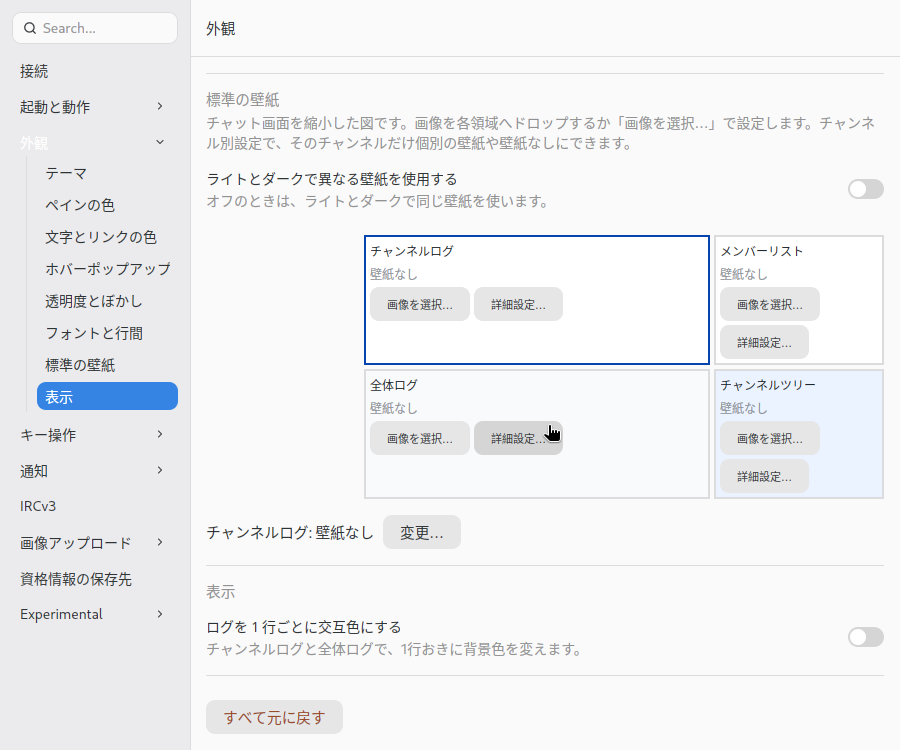 Search...
接続
起動と動作
外観
テーマ
ペインの色
文字とリンクの色
ホバーポップアップ
透明度とぼかし
フォントと行間
標準の壁紙
表示
キー操作
通知
IRCv3
画像アップロード
資格情報の保存先
Experimental
外観
標準の壁紙
チャット画面を縮小した図です。画像を各領域へドロップするか「画像を選択...」で設定します。チャンネ
ル別設定で、そのチャンネルだけ個別の壁紙や壁紙なしにできます。
ライトとダークで異なる壁紙を使用する
オフのときは、ライトとダークで同じ壁紙を使います。
チャンネルログ
壁紙なし
画像を選択... 詳細設定...
メンバーリスト
壁紙なし
画像を選択...
詳細設定...
全体ログ
壁紙なし
画像を選択... 詳細設定...
チャンネルツリー
壁紙なし
画像を選択...
詳細設定...
チャンネルログ: 壁紙なし 変更...
表示
ログを 1 行ごとに交互色にする
チャンネルログと全体ログで、1行おきに背景色を変えます。
すべて元に戻す